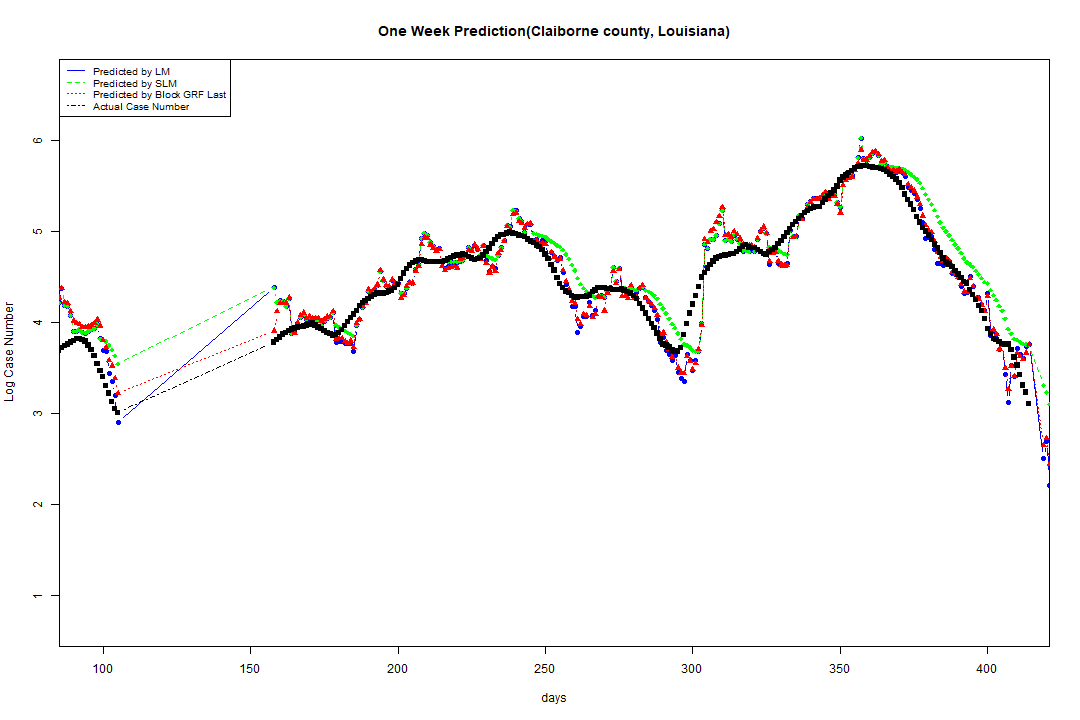 One Week Prediction(Claiborne county, Louisiana)
Predicted by LM
Predicted by SLM
Predicted by Block GRF Last
Actual Case Number
Log Case Number
6
5
4
3
2
1
100 150 200 250 300 350 400
days